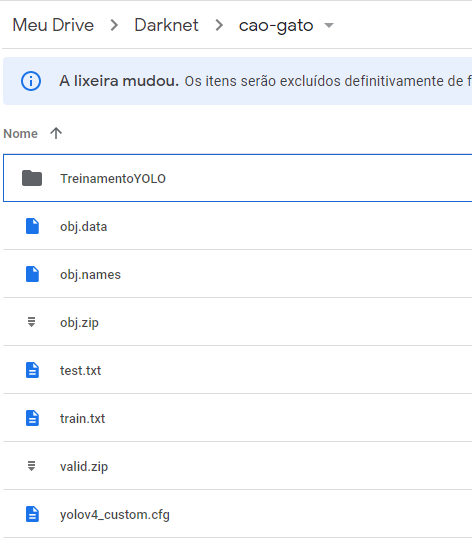 Meu Drive > Darknet > cao-gato
A lixeira mudou. Os itens serão excluídos definitivamente de f
Nome
TreinamentoYOLO
obj.data
obj.names
obj.zip
test.txt
train.txt
valid.zip
yolov4_custom.cfg